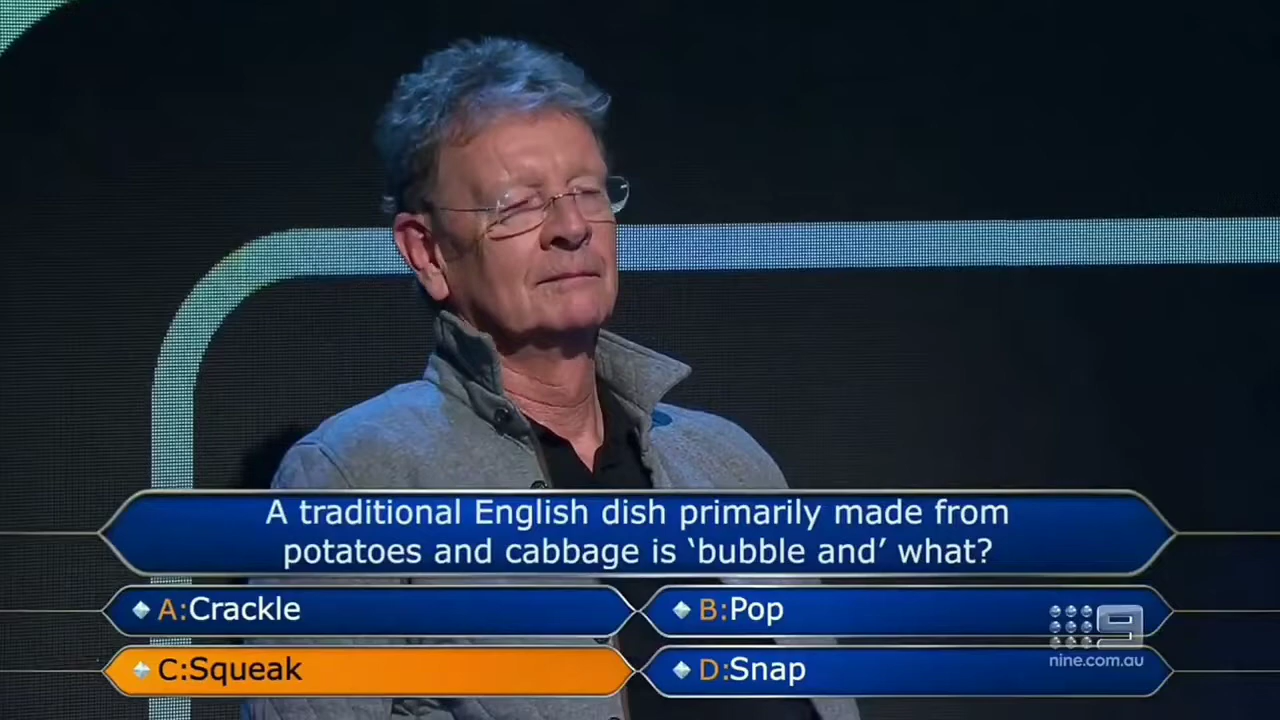 A traditional English dish primarily made from
potatoes and cabbage is ‘bubble and’ what?
A:Crackle
B:Pop
C:Squeak
D:Snap
9
nine.com.au